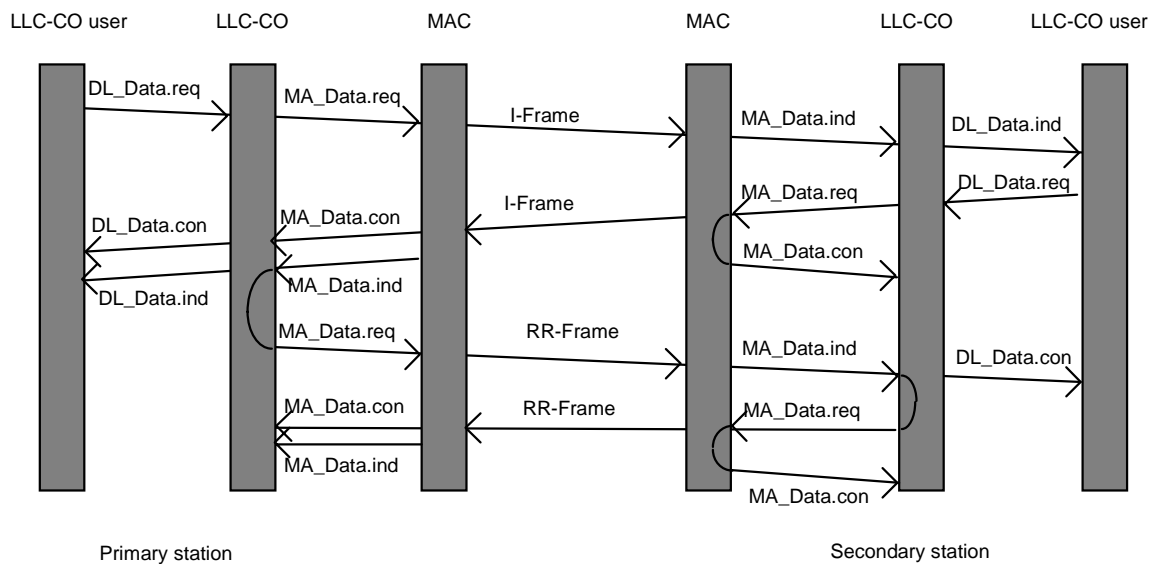 LLC-CO user LLC-CO MAC MAC LLC-CO LLC-CO user
DL_Data.req MA_Data.req I-Frame MA_Data.ind DL_Data.ind
DL_Data.con MA_Data.con I-Frame MA_Data.req DL_Data.req
DL_Data.ind MA_Data.ind MA_Data.con
MA_Data.req RR-Frame MA_Data.ind DL_Data.con
MA_Data.con RR-Frame MA_Data.req
MA_Data.ind MA_Data.con
Primary station Secondary station